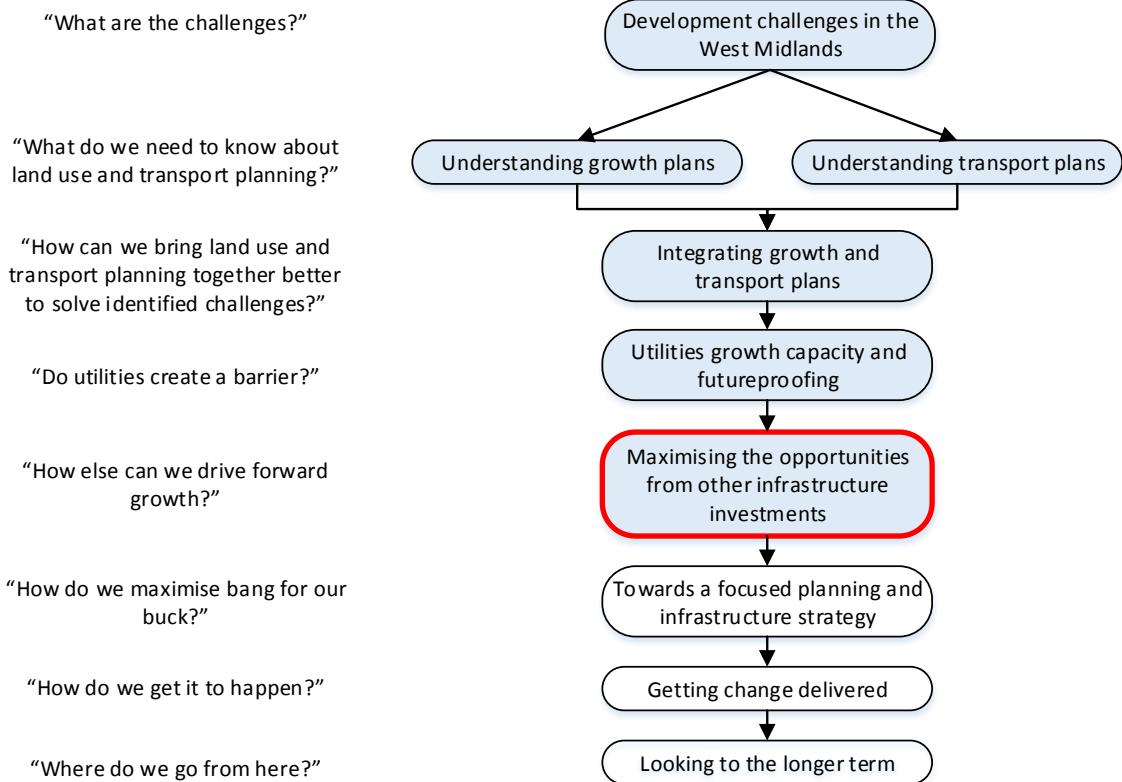 “What are the challenges?”
Development challenges in the
West Midlands
“What do we need to know about
land use and transport planning?”
Understanding growth plans
Understanding transport plans
“How can we bring land use and
transport planning together better
to solve identified challenges?”
Integrating growth and
transport plans
“Do utilities create a barrier?”
Utilities growth capacity and
futureproofing
“How else can we drive forward
growth?”
Maximising the opportunities
from other infrastructure
investments
“How do we maximise bang for our
buck?”
Towards a focused planning and
infrastructure strategy
“How do we get it to happen?”
Getting change delivered
“Where do we go from here?”
Looking to the longer term